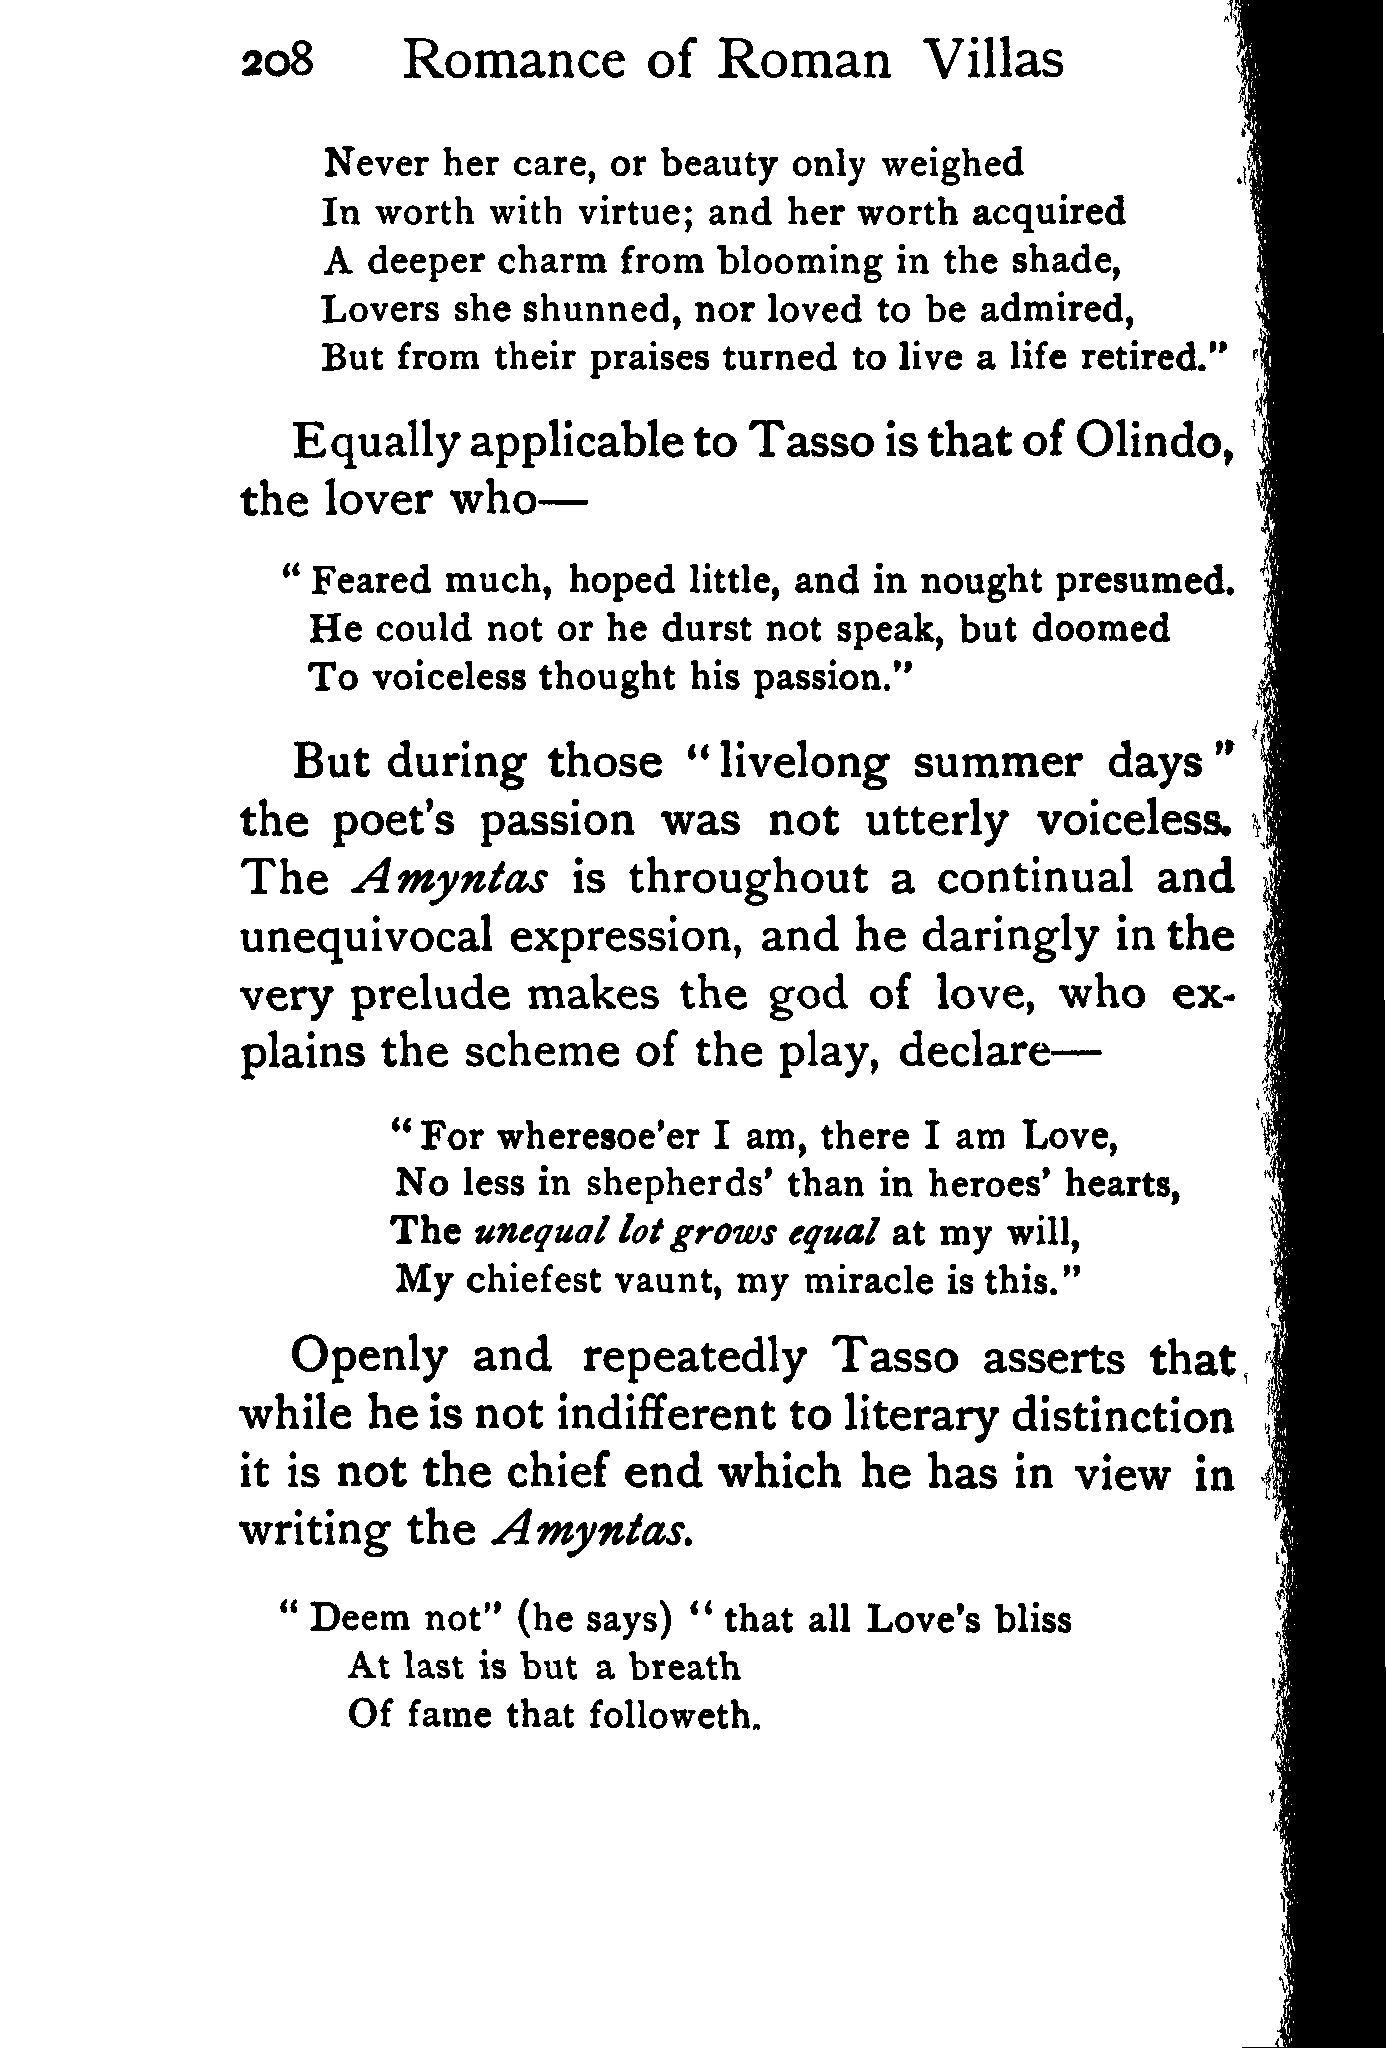 208 Romance of Roman Villas
Never her care, or beauty only weighed
In worth with virtue; and her worth acquired
A deeper charm from blooming in the shade,
Lovers she shunned, nor loved to be admired,
But from their praises turned to live a life retired."
Equally applicable to Tasso is that of Olindo,
the lover who—
"Feared much, hoped little, and in nought presumed.
He could not or he durst not speak, but doomed
To voiceless thought his passion."
But during those "livelong summer days"
the poet's passion was not utterly voiceless.
The Amyntas is throughout a continual and
unequivocal expression, and he daringly in the
very prelude makes the god of love, who ex-
plains the scheme of the play, declare—
"For wheresoe'er I am, there I am Love,
No less in shepherds' than in heroes' hearts,
The unequal lot grows equal at my will,
My chiefest vaunt, my miracle is this."
Openly and repeatedly Tasso asserts that
while he is not indifferent to literary distinction
it is not the chief end which he has in view in
writing the Amyntas.
"Deem not" (he says) "that all Love's bliss
At last is but a breath
Of fame that followeth.